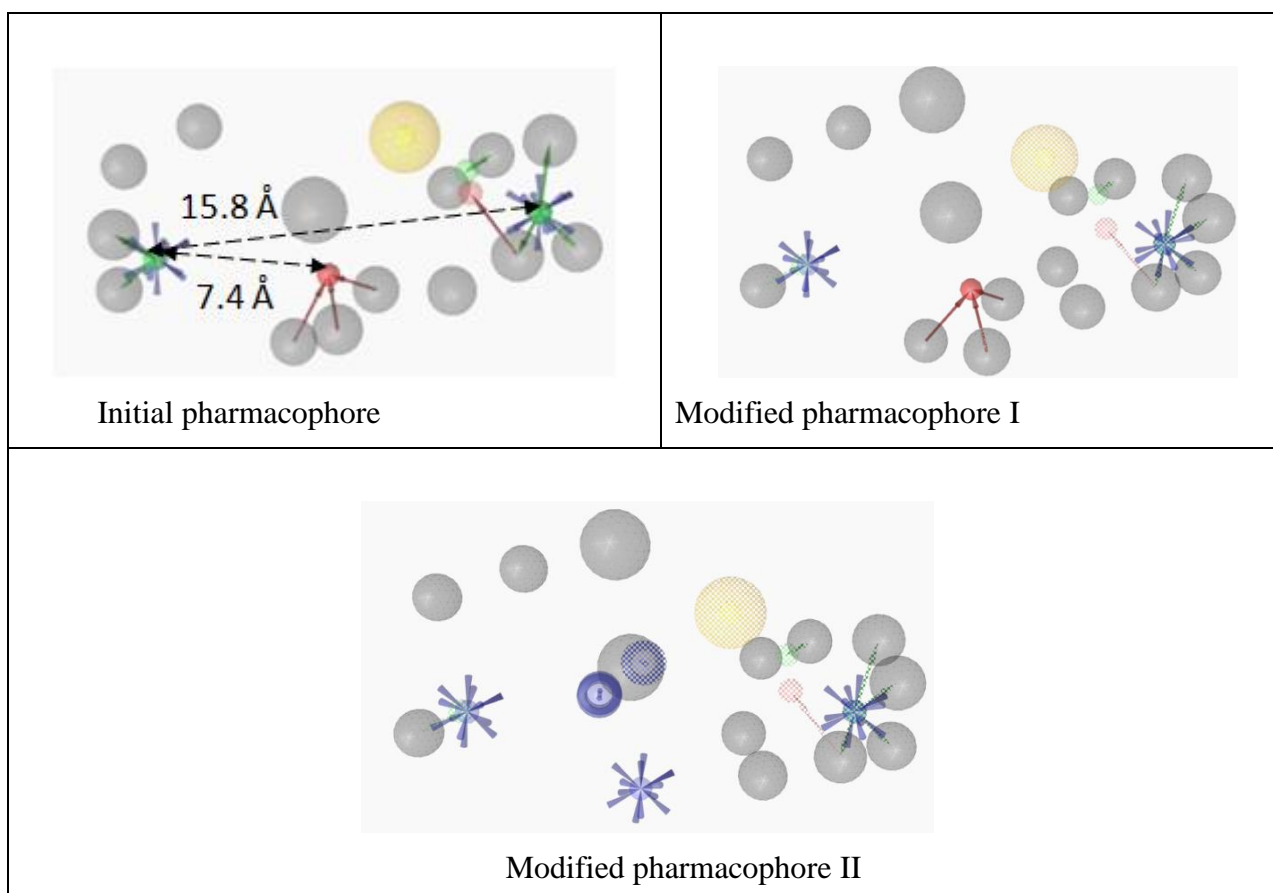 15.8 Å
7.4 Å
Initial pharmacophore
Modified pharmacophore I
Modified pharmacophore II